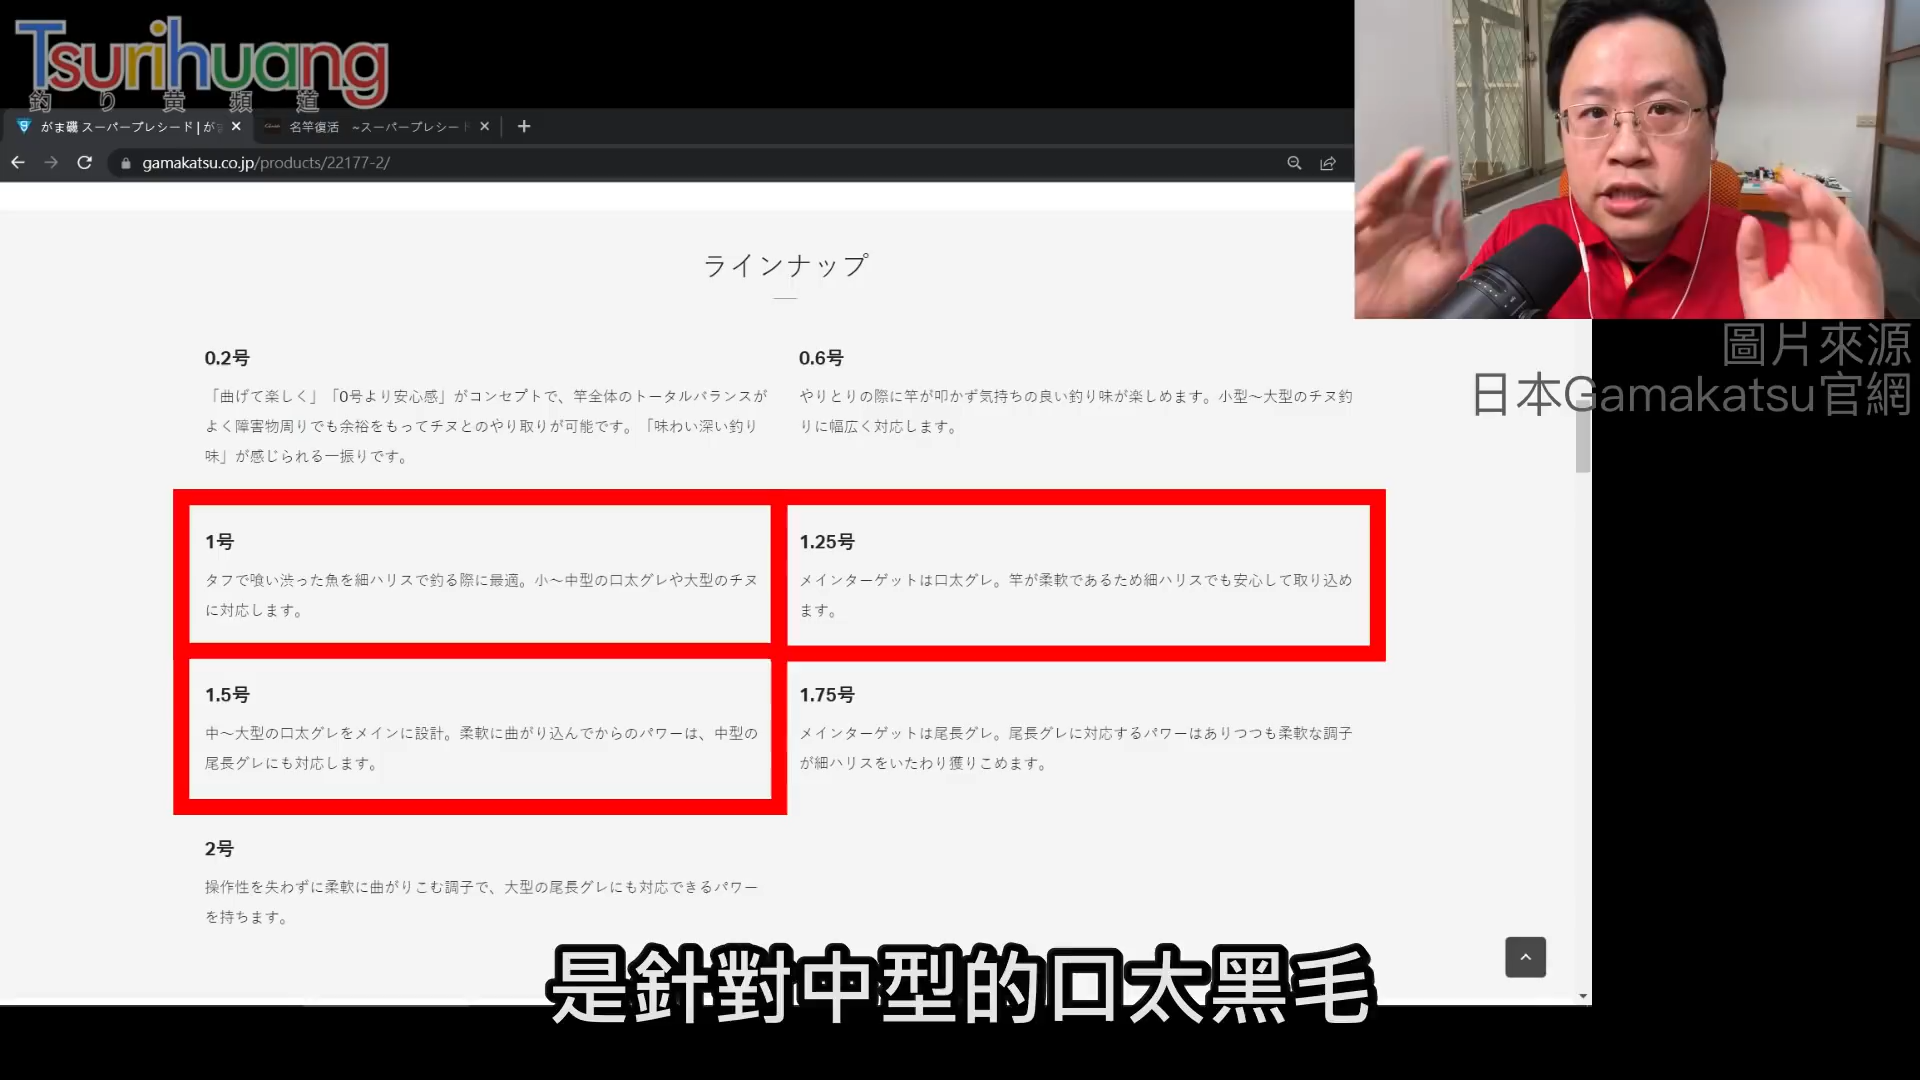 Tsurihuang
釣り黄頻道
がま磯 スーパープレシード | がま
名竿復活 ~スーパープレシード
gamakatsu.co.jp/products/22177-2/
圖片來源
日本Gamakatsu官網
ラインナップ
0.2号
「曲げて楽しく」「0号より安心感」がコンセプトで、竿全体のトータルバランスが
よく障害物周りでも余裕をもってチヌとのやり取りが可能です。「味わい深い釣り
味」が感じられる一振りです。
0.6号
やりとりの際に竿が叩かず気持ちの良い釣り味が楽しめます。小型～大型のチヌ釣
りに幅広く対応します。
1号
タフで喰い渋った魚を細ハリスで釣る際に最適。小～中型の口太グレや大型のチヌ
に対応します。
1.25号
メインターゲットは口太グレ。竿が柔軟であるため細ハリスでも安心して取り込め
ます。
1.5号
中～大型の口太グレをメインに設計。柔軟に曲がり込んでからのパワーは、中型の
尾長グレにも対応します。
1.75号
メインターゲットは尾長グレ。尾長グレに対応するパワーはありつつも柔軟な調子
が細ハリスをいたわり獲りこめます。
2号
操作性を失わずに柔軟に曲がりこむ調子で、大型の尾長グレにも対応できるパワー
を持ちます。
是針對中型的口太黑毛